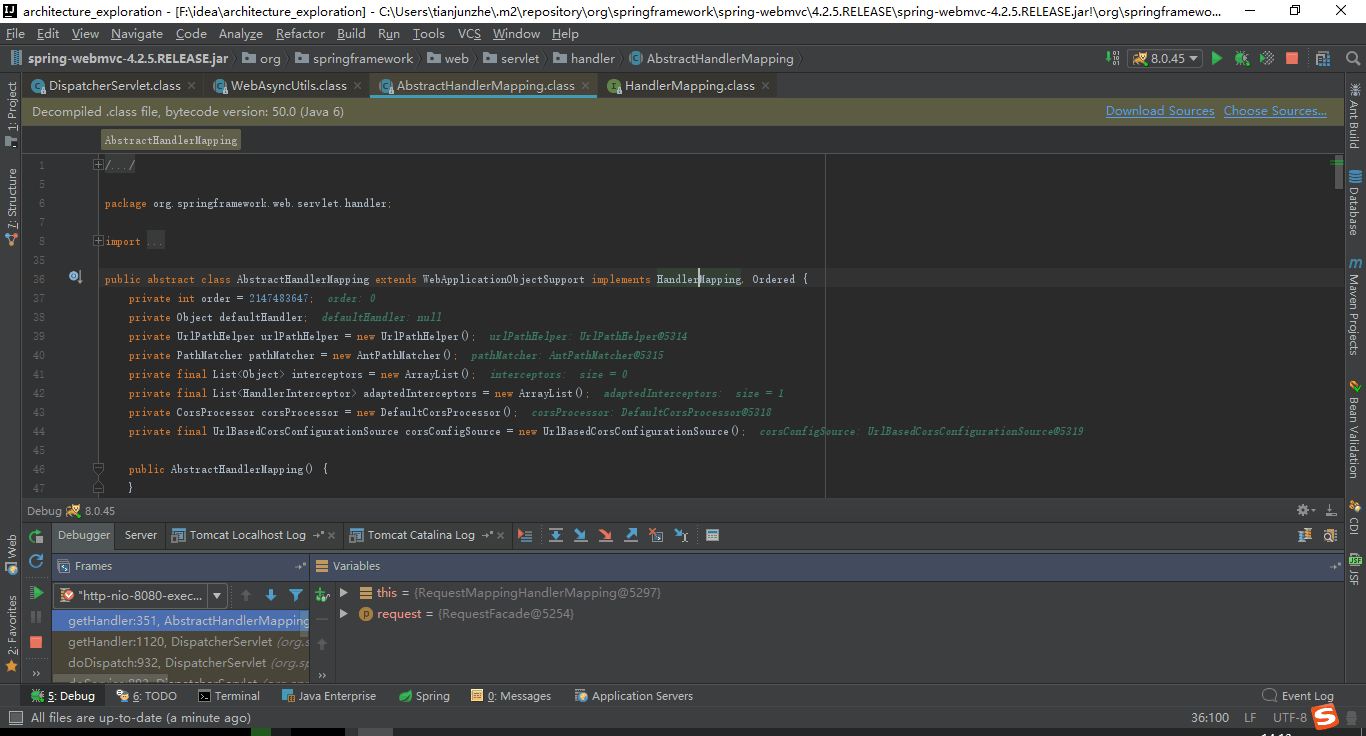 architecture_exploration - [F:\idea\architecture_exploration] - C:\Users\tianjunzhe\.m2\repository\org\springframework\spring-webmvc\4.2.5.RELEASE\spring-webmvc-4.2.5.RELEASE.jar!\org\springframewo...
File Edit View Navigate Code Analyze Refactor Build Run Tools VCS Window Help
spring-webmvc-4.2.5.RELEASE.jar org springframework web servlet handler AbstractHandlerMapping 8.0.45
DispatcherServlet.class WebAsyncUtils.class AbstractHandlerMapping.class HandlerMapping.class
Decompiled .class file, bytecode version: 50.0 (Java 6) Download Sources Choose Sources...
AbstractHandlerMapping
1 /.../
5
6 package org.springframework.web.servlet.handler;
7
8 import ...
35
36 public abstract class AbstractHandlerMapping extends WebApplicationObjectSupport implements HandlerMapping, Ordered {
37 private int order = 2147483647; order: 0
38 private Object defaultHandler; defaultHandler: null
39 private UrlPathHelper urlPathHelper = new UrlPathHelper(); urlPathHelper: UrlPathHelper@5314
40 private PathMatcher pathMatcher = new AntPathMatcher(); pathMatcher: AntPathMatcher@5315
41 private final List<Object> interceptors = new ArrayList(); interceptors: size = 0
42 private final List<HandlerInterceptor> adaptedInterceptors = new ArrayList(); adaptedInterceptors: size = 1
43 private CorsProcessor corsProcessor = new DefaultCorsProcessor(); corsProcessor: DefaultCorsProcessor@5318
44 private final UrlBasedCorsConfigurationSource corsConfigSource = new UrlBasedCorsConfigurationSource(); corsConfigSource: UrlBasedCorsConfigurationSource@5319
45
46 public AbstractHandlerMapping() {
47 }
1: Project
7: Structure
Web
2: Favorites
Ant Build
Database
Maven Projects
Bean Validation
CDI
JSF
Debug 8.0.45
Debugger Server Tomcat Localhost Log Tomcat Catalina Log
Frames Variables
"http-nio-8080-exec... this = {RequestMappingHandlerMapping@5297}
getHandler:351, AbstractHandlerMapping request = {RequestFacade@5254}
getHandler:1120, DispatcherServlet (org.s
doDispatch:932, DispatcherServlet (org.sp
5: Debug 6: TODO Terminal Java Enterprise Spring 0: Messages Application Servers Event Log
All files are up-to-date (a minute ago) 36:100 LF UTF-8